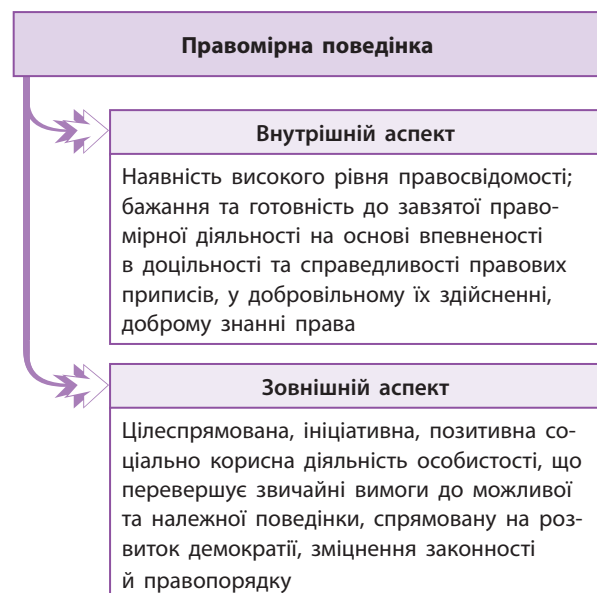 Правомірна поведінка
Внутрішній аспект
Наявність високого рівня правосвідомості;
бажання та готовність до завзятої право-
мірної діяльності на основі впевненості
в доцільності та справедливості правових
приписів, у добровільному їх здійсненні,
доброму знанні права
Зовнішній аспект
Цілеспрямована, ініціативна, позитивна со-
ціально корисна діяльність особистості, що
перевершує звичайні вимоги до можливої
та належної поведінки, спрямовану на роз-
виток демократії, зміцнення законності
й правопорядку